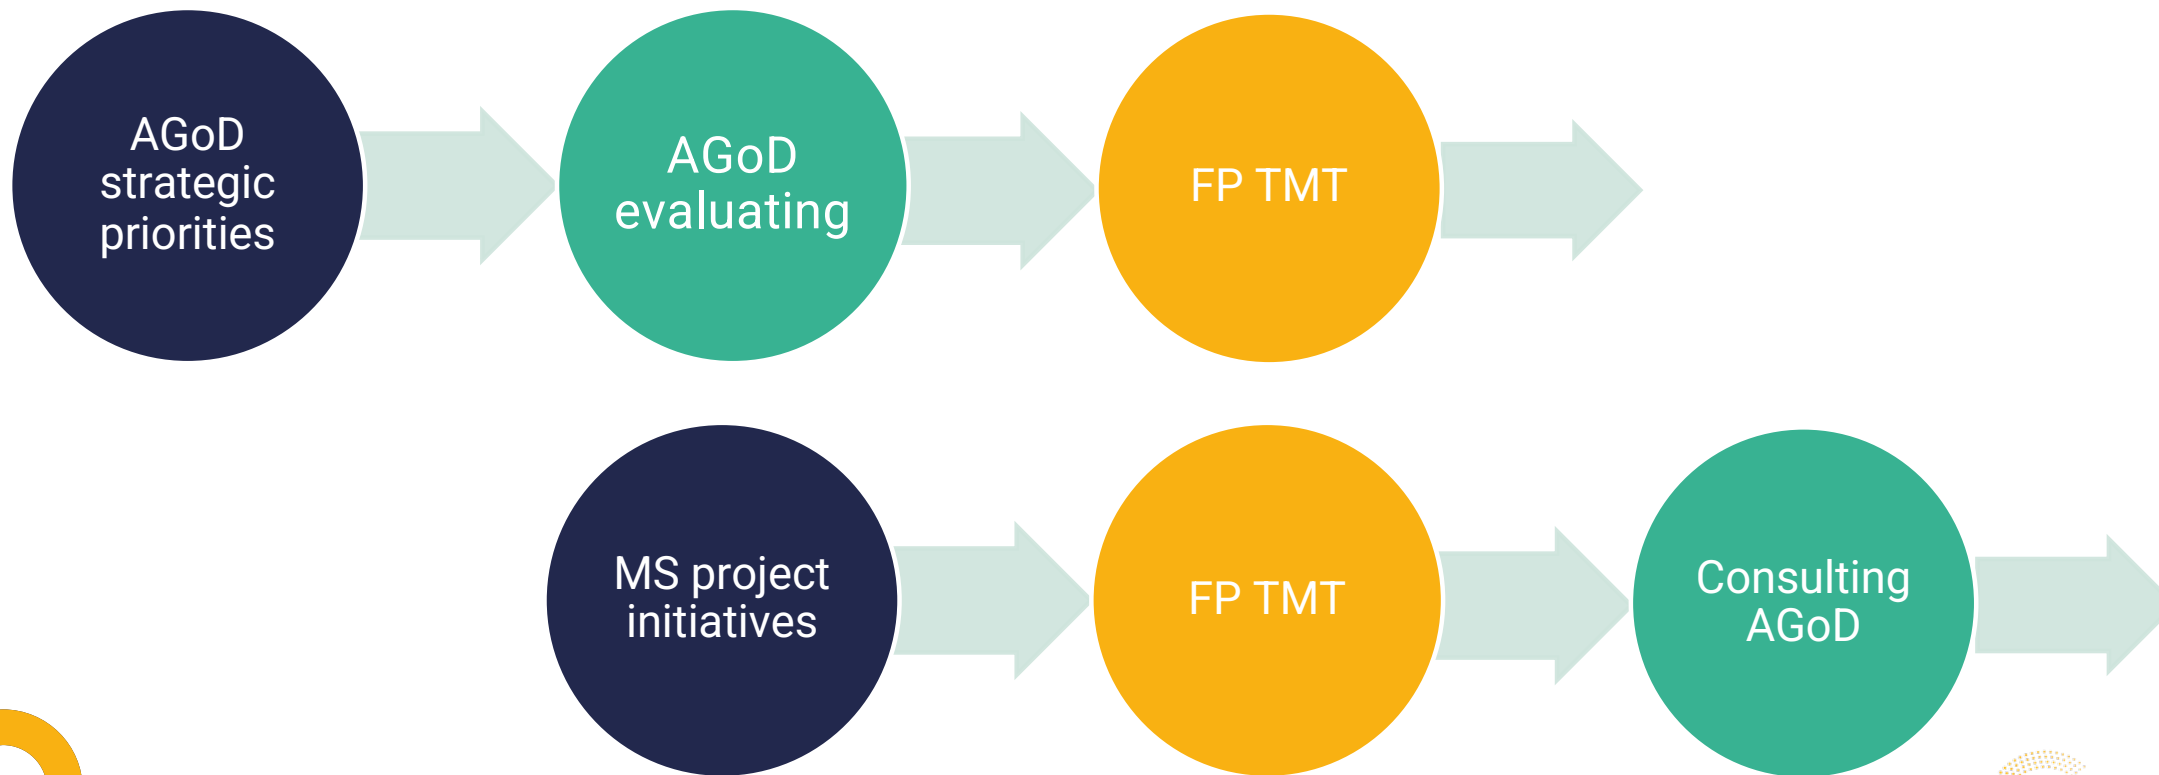 AGoD
strategic
priorities
AGoD
evaluating
FP TMT
MS project
initiatives
FP TMT
Consulting
AGoD